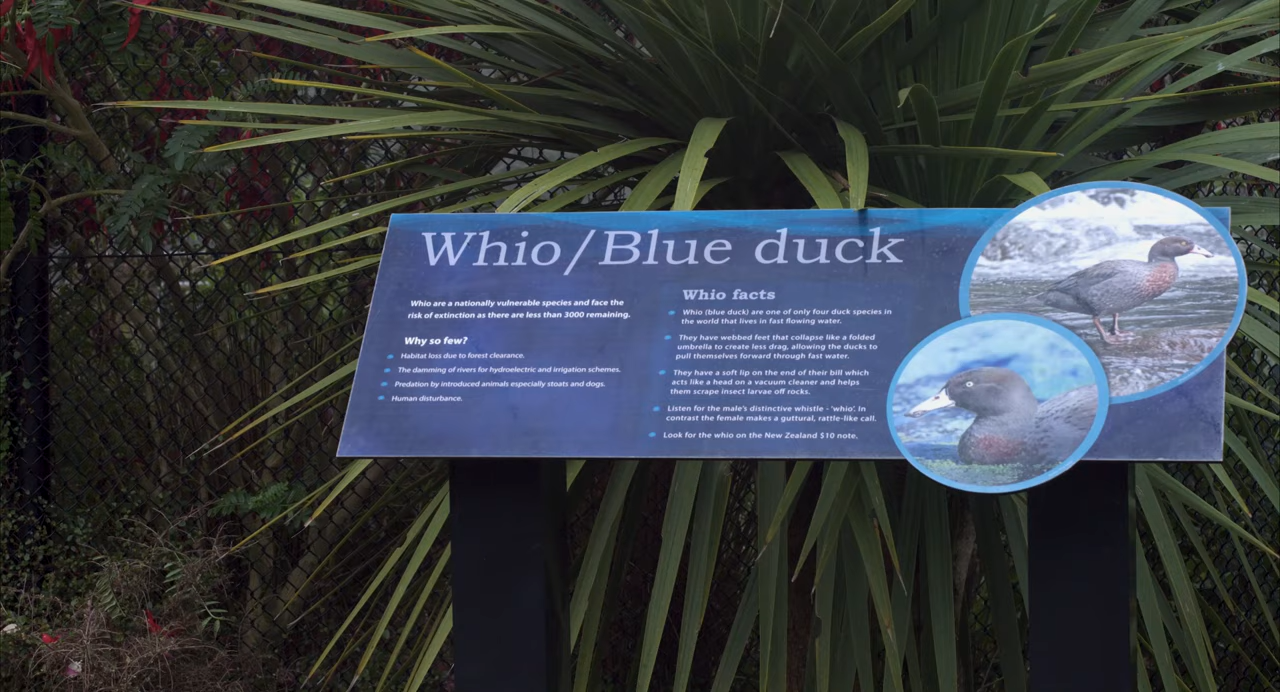 Whio/Blue duck
Whio are a nationally vulnerable species and face the
risk of extinction as there are less than 3000 remaining.
Why so few?
Habitat loss due to forest clearance.
The damming of rivers for hydroelectric and irrigation schemes.
Predation by introduced animals especially stoats and dogs.
Human disturbance.
Whio facts
Whio (blue duck) are one of only four duck species in
the world that lives in fast flowing water.
They have webbed feet that collapse like a folded
umbrella to create less drag, allowing the ducks to
pull themselves forward through fast water.
They have a soft lip on the end of their bill which
acts like a head on a vacuum cleaner and helps
them scrape insect larvae off rocks.
Listen for the male's distinctive whistle - 'whio'. In
contrast the female makes a guttural, rattle-like call.
Look for the whio on the New Zealand $10 note.